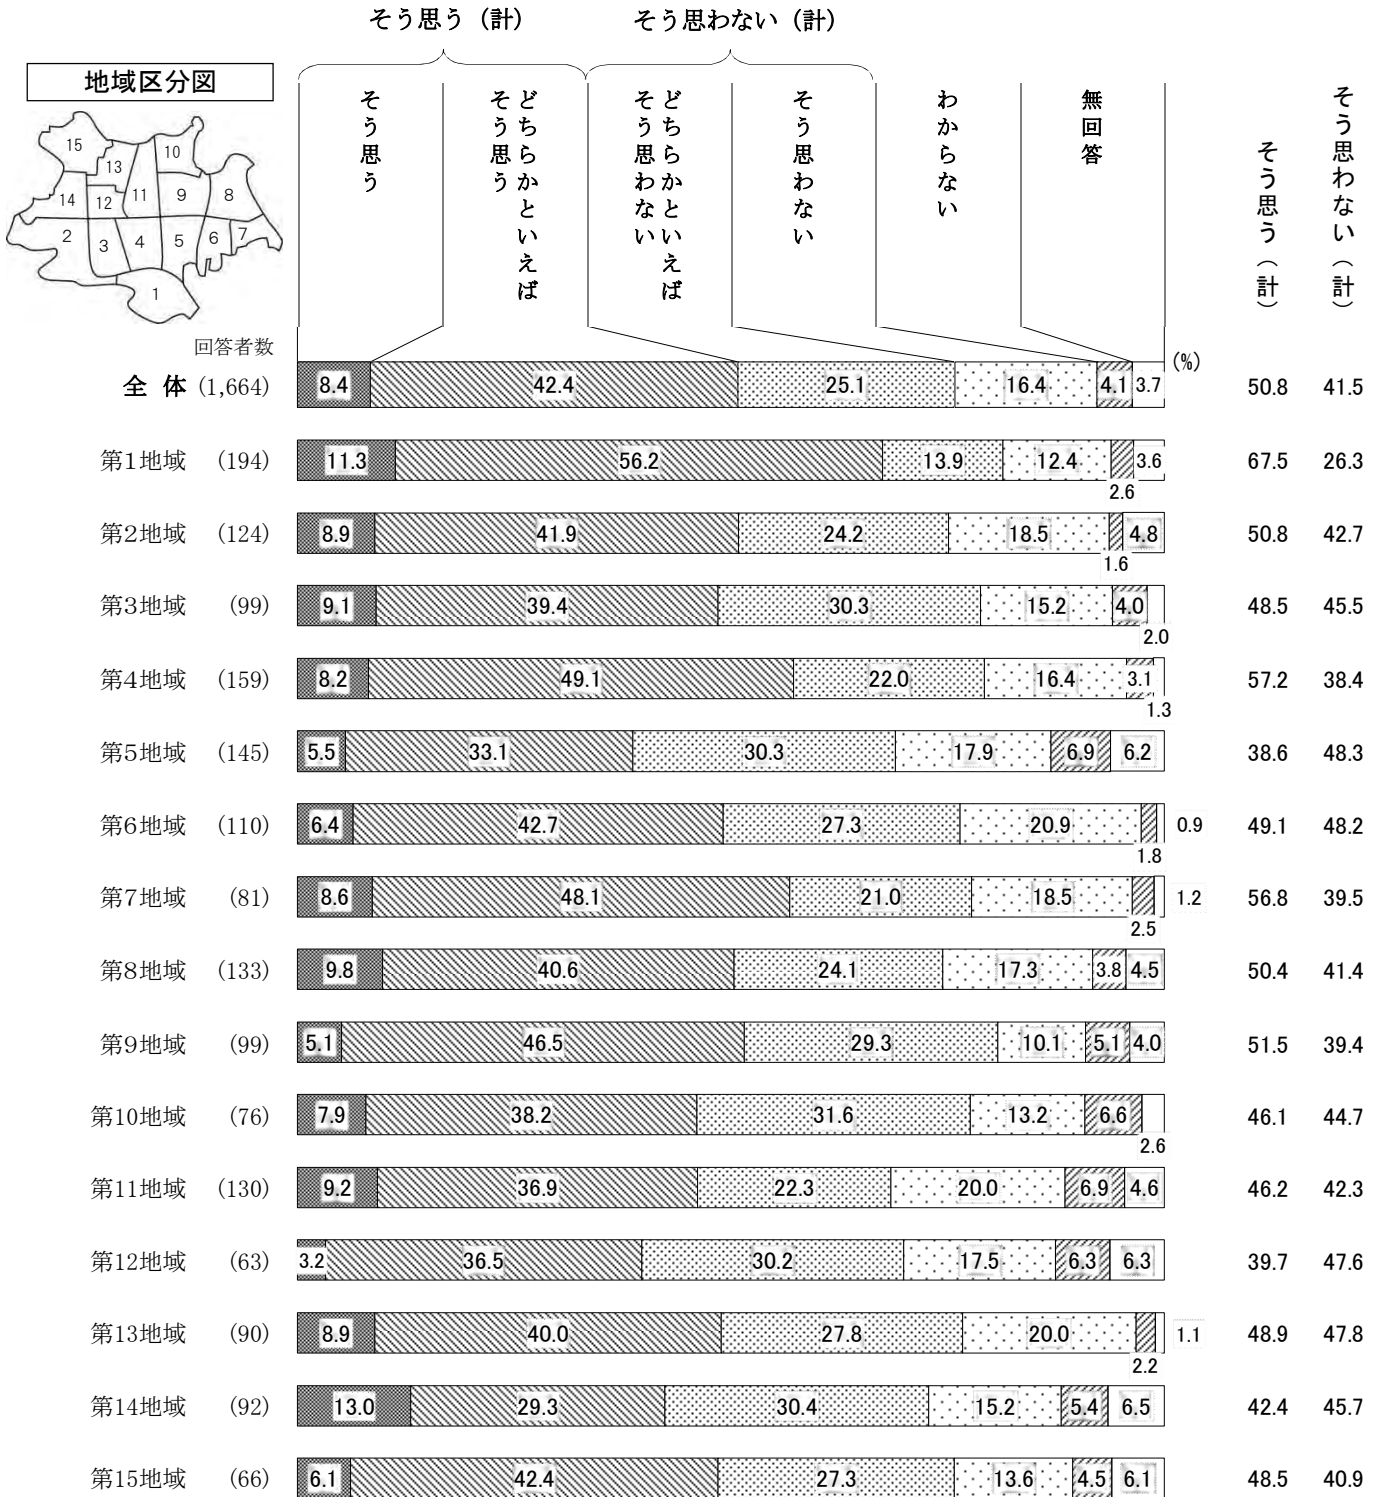 そう思う（計）
そう思わない（計）
地域区分図
15
13
10
14
12
11
9
8
2
3
4
5
6
7
1
そう思う
どちらかといえば
そう思う
どちらかといえば
そう思わない
そう思わない
わからない
無回答
そう思う（計）
そう思わない（計）
回答者数
(%)
全 体 (1,664) 8.4 42.4 25.1 16.4 4.1 3.7 50.8 41.5
第1地域 (194) 11.3 56.2 13.9 12.4 2.6 3.6 67.5 26.3
第2地域 (124) 8.9 41.9 24.2 18.5 1.6 4.8 50.8 42.7
第3地域 (99) 9.1 39.4 30.3 15.2 4.0 2.0 48.5 45.5
第4地域 (159) 8.2 49.1 22.0 16.4 3.1 1.3 57.2 38.4
第5地域 (145) 5.5 33.1 30.3 17.9 6.9 6.2 38.6 48.3
第6地域 (110) 6.4 42.7 27.3 20.9 1.8 0.9 49.1 48.2
第7地域 (81) 8.6 48.1 21.0 18.5 2.5 1.2 56.8 39.5
第8地域 (133) 9.8 40.6 24.1 17.3 3.8 4.5 50.4 41.4
第9地域 (99) 5.1 46.5 29.3 10.1 5.1 4.0 51.5 39.4
第10地域 (76) 7.9 38.2 31.6 13.2 6.6 2.6 46.1 44.7
第11地域 (130) 9.2 36.9 22.3 20.0 6.9 4.6 46.2 42.3
第12地域 (63) 3.2 36.5 30.2 17.5 6.3 6.3 39.7 47.6
第13地域 (90) 8.9 40.0 27.8 20.0 2.2 1.1 48.9 47.8
第14地域 (92) 13.0 29.3 30.4 15.2 5.4 6.5 42.4 45.7
第15地域 (66) 6.1 42.4 27.3 13.6 4.5 6.1 48.5 40.9